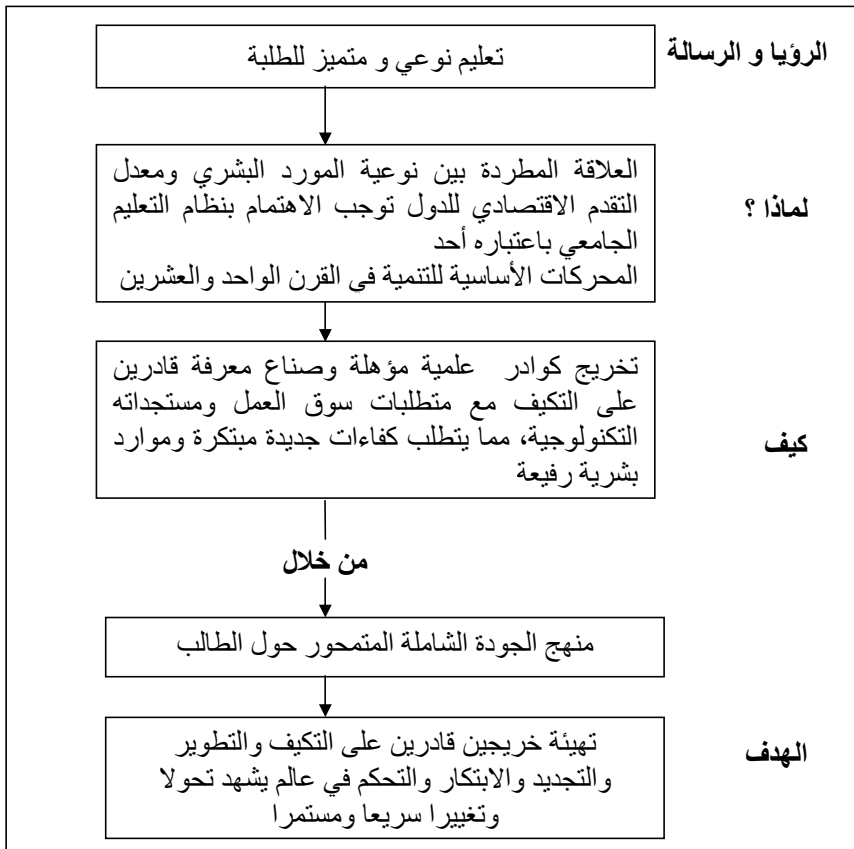 الرؤيا و الرسالة
تعليم نوعي و متميز للطلبة
لماذا ؟
العلاقة المطردة بين نوعية المورد البشري ومعدل
التقدم الاقتصادي للدول توجب الاهتمام بنظام التعليم
الجامعي باعتباره أحد
المحركات الأساسية للتنمية في القرن الواحد والعشرين
كيف
تخريج كوادر علمية مؤهلة وصناع معرفة قادرين
على التكيف مع متطلبات سوق العمل ومستجداته
التكنولوجية، مما يتطلب كفاءات جديدة مبتكرة وموارد
بشرية رفيعة
من خلال
منهج الجودة الشاملة المتمحور حول الطالب
الهدف
تهيئة خريجين قادرين على التكيف والتطوير
والتجديد والابتكار والتحكم في عالم يشهد تحولا
وتغييرا سريعا ومستمرا